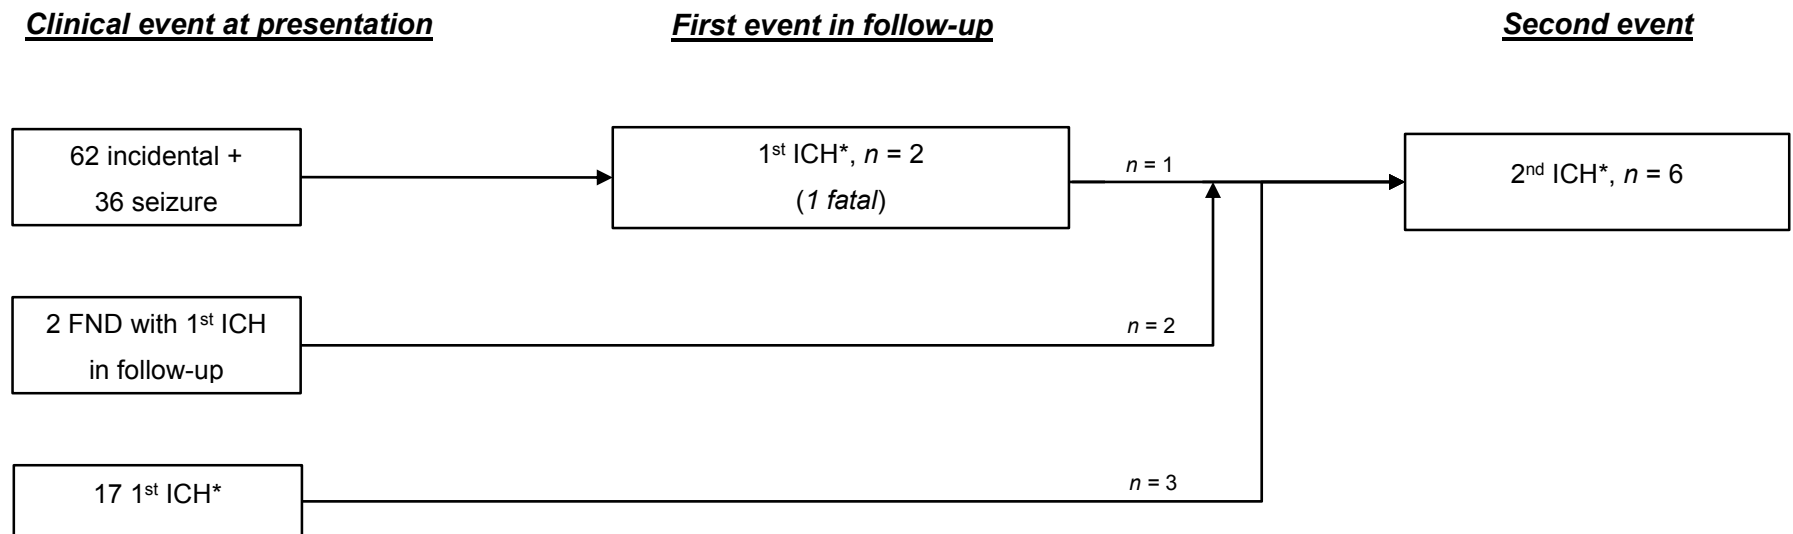 Clinical event at presentation
First event in follow-up
Second event
62 incidental +
36 seizure
1st ICH*, n = 2
(1 fatal)
n = 1
2nd ICH*, n = 6
2 FND with 1st ICH
in follow-up
n = 2
17 1st ICH*
n = 3